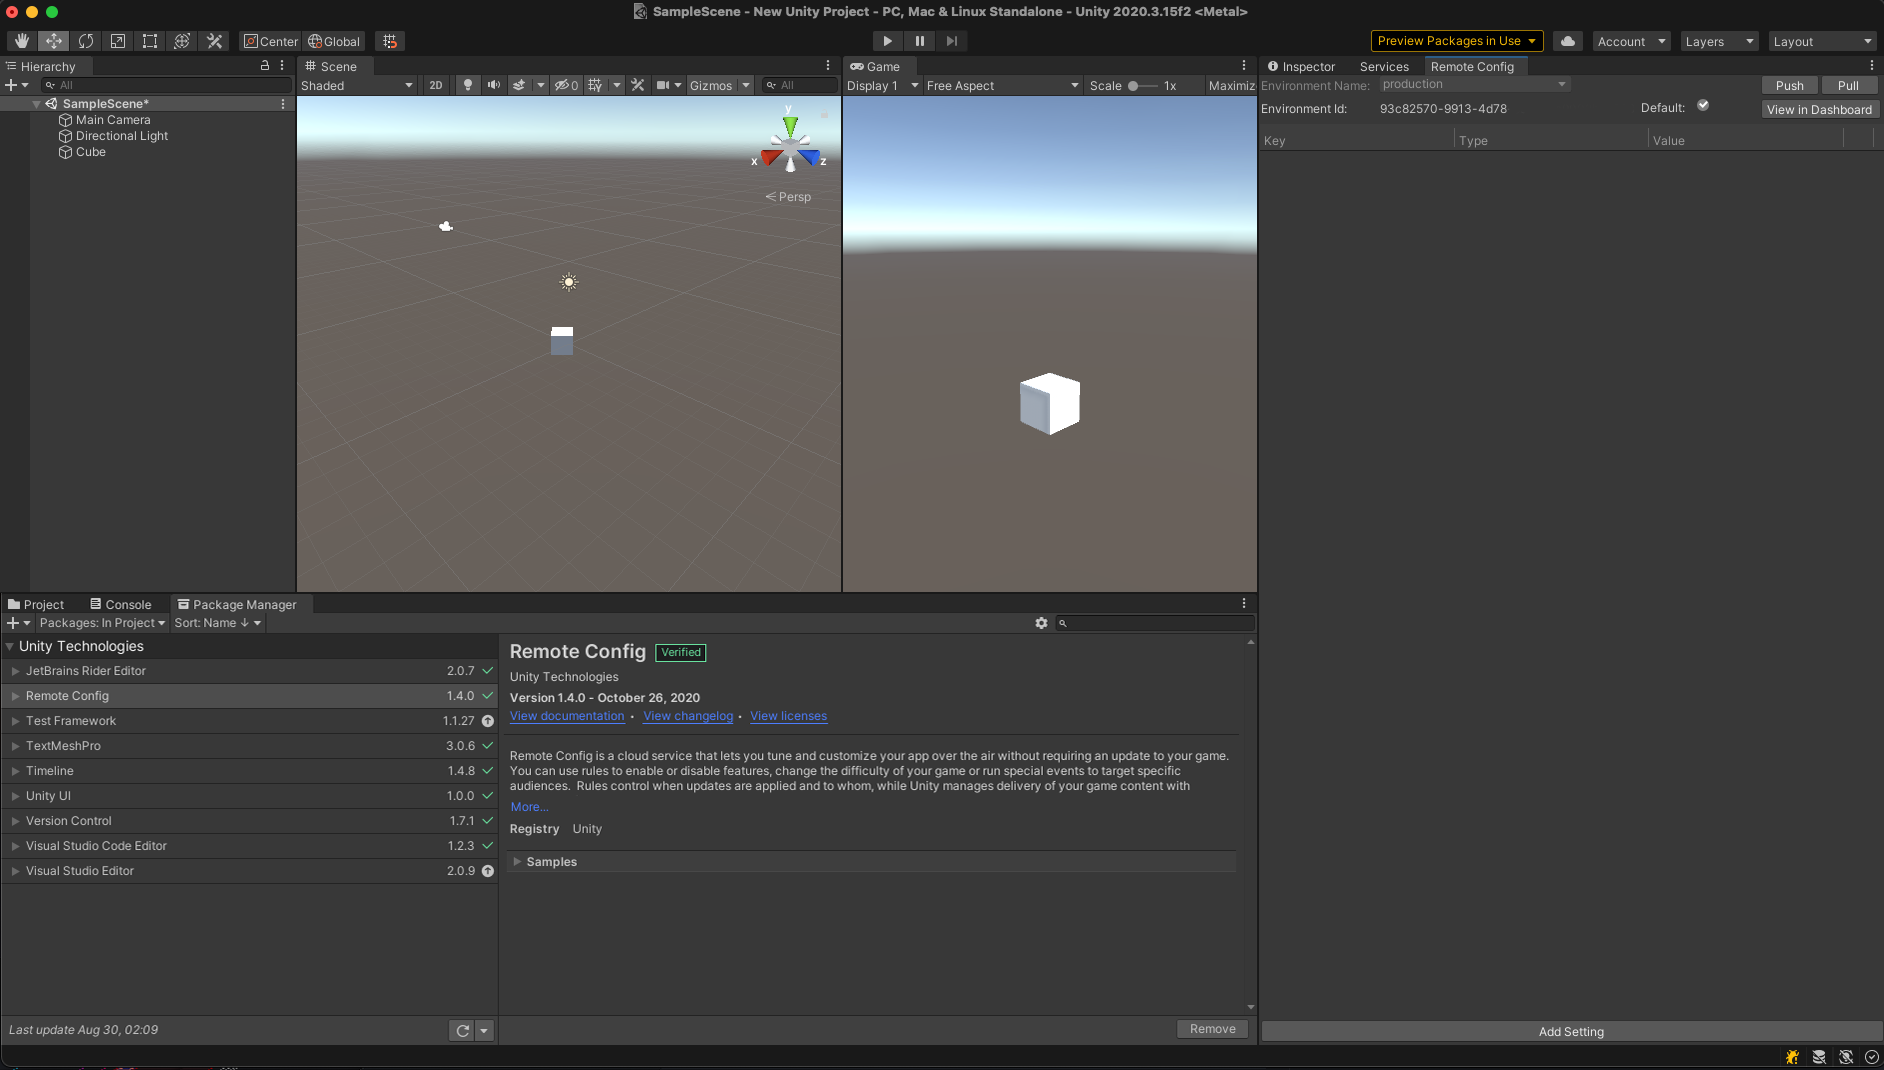 SampleScene - New Unity Project - PC, Mac & Linux Standalone - Unity 2020.3.15f2 <Metal>
Center Global Preview Packages in Use Account Layers Layout
Hierarchy
All
SampleScene*
Main Camera
Directional Light
Cube
Scene
Shaded 2D 0 Gizmos All
y
x z
Persp
Game
Display 1 Free Aspect Scale 1x Maximiz
Inspector Services Remote Config
Environment Name: production Push Pull
Environment Id: 93c82570-9913-4d78 Default: View in Dashboard
Key Type Value
Add Setting
Project Console Package Manager
Packages: In Project Sort: Name ↓
Unity Technologies
JetBrains Rider Editor 2.0.7
Remote Config 1.4.0
Test Framework 1.1.27
TextMeshPro 3.0.6
Timeline 1.4.8
Unity UI 1.0.0
Version Control 1.7.1
Visual Studio Code Editor 1.2.3
Visual Studio Editor 2.0.9
Last update Aug 30, 02:09
Remote Config Verified
Unity Technologies
Version 1.4.0 - October 26, 2020
View documentation • View changelog • View licenses
Remote Config is a cloud service that lets you tune and customize your app over the air without requiring an update to your game.
You can use rules to enable or disable features, change the difficulty of your game or run special events to target specific
audiences. Rules control when updates are applied and to whom, while Unity manages delivery of your game content with
More...
Registry Unity
Samples
Remove